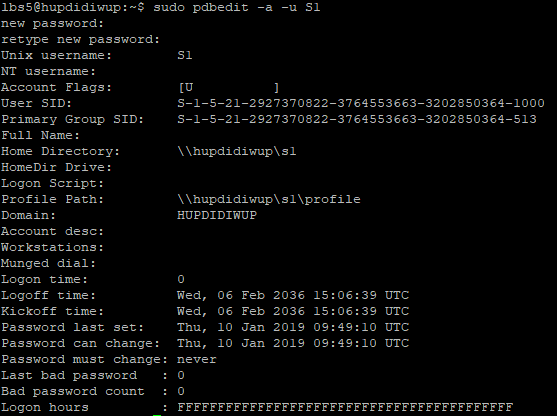 lbs5@hupdidiwup:~$ sudo pdbedit -a -u S1
new password:
retype new password:
Unix username:        S1
NT username:
Account Flags:        [U          ]
User SID:             S-1-5-21-2927370822-3764553663-3202850364-1000
Primary Group SID:    S-1-5-21-2927370822-3764553663-3202850364-513
Full Name:
Home Directory:       \\hupdidiwup\s1
HomeDir Drive:
Logon Script:
Profile Path:         \\hupdidiwup\s1\profile
Domain:               HUPDIDIWUP
Account desc:
Workstations:
Munged dial:
Logon time:           0
Logoff time:          Wed, 06 Feb 2036 15:06:39 UTC
Kickoff time:         Wed, 06 Feb 2036 15:06:39 UTC
Password last set:    Thu, 10 Jan 2019 09:49:10 UTC
Password can change:  Thu, 10 Jan 2019 09:49:10 UTC
Password must change: never
Last bad password   : 0
Bad password count  : 0
Logon hours         : FFFFFFFFFFFFFFFFFFFFFFFFFFFFFFFFFFFFFFFFFF